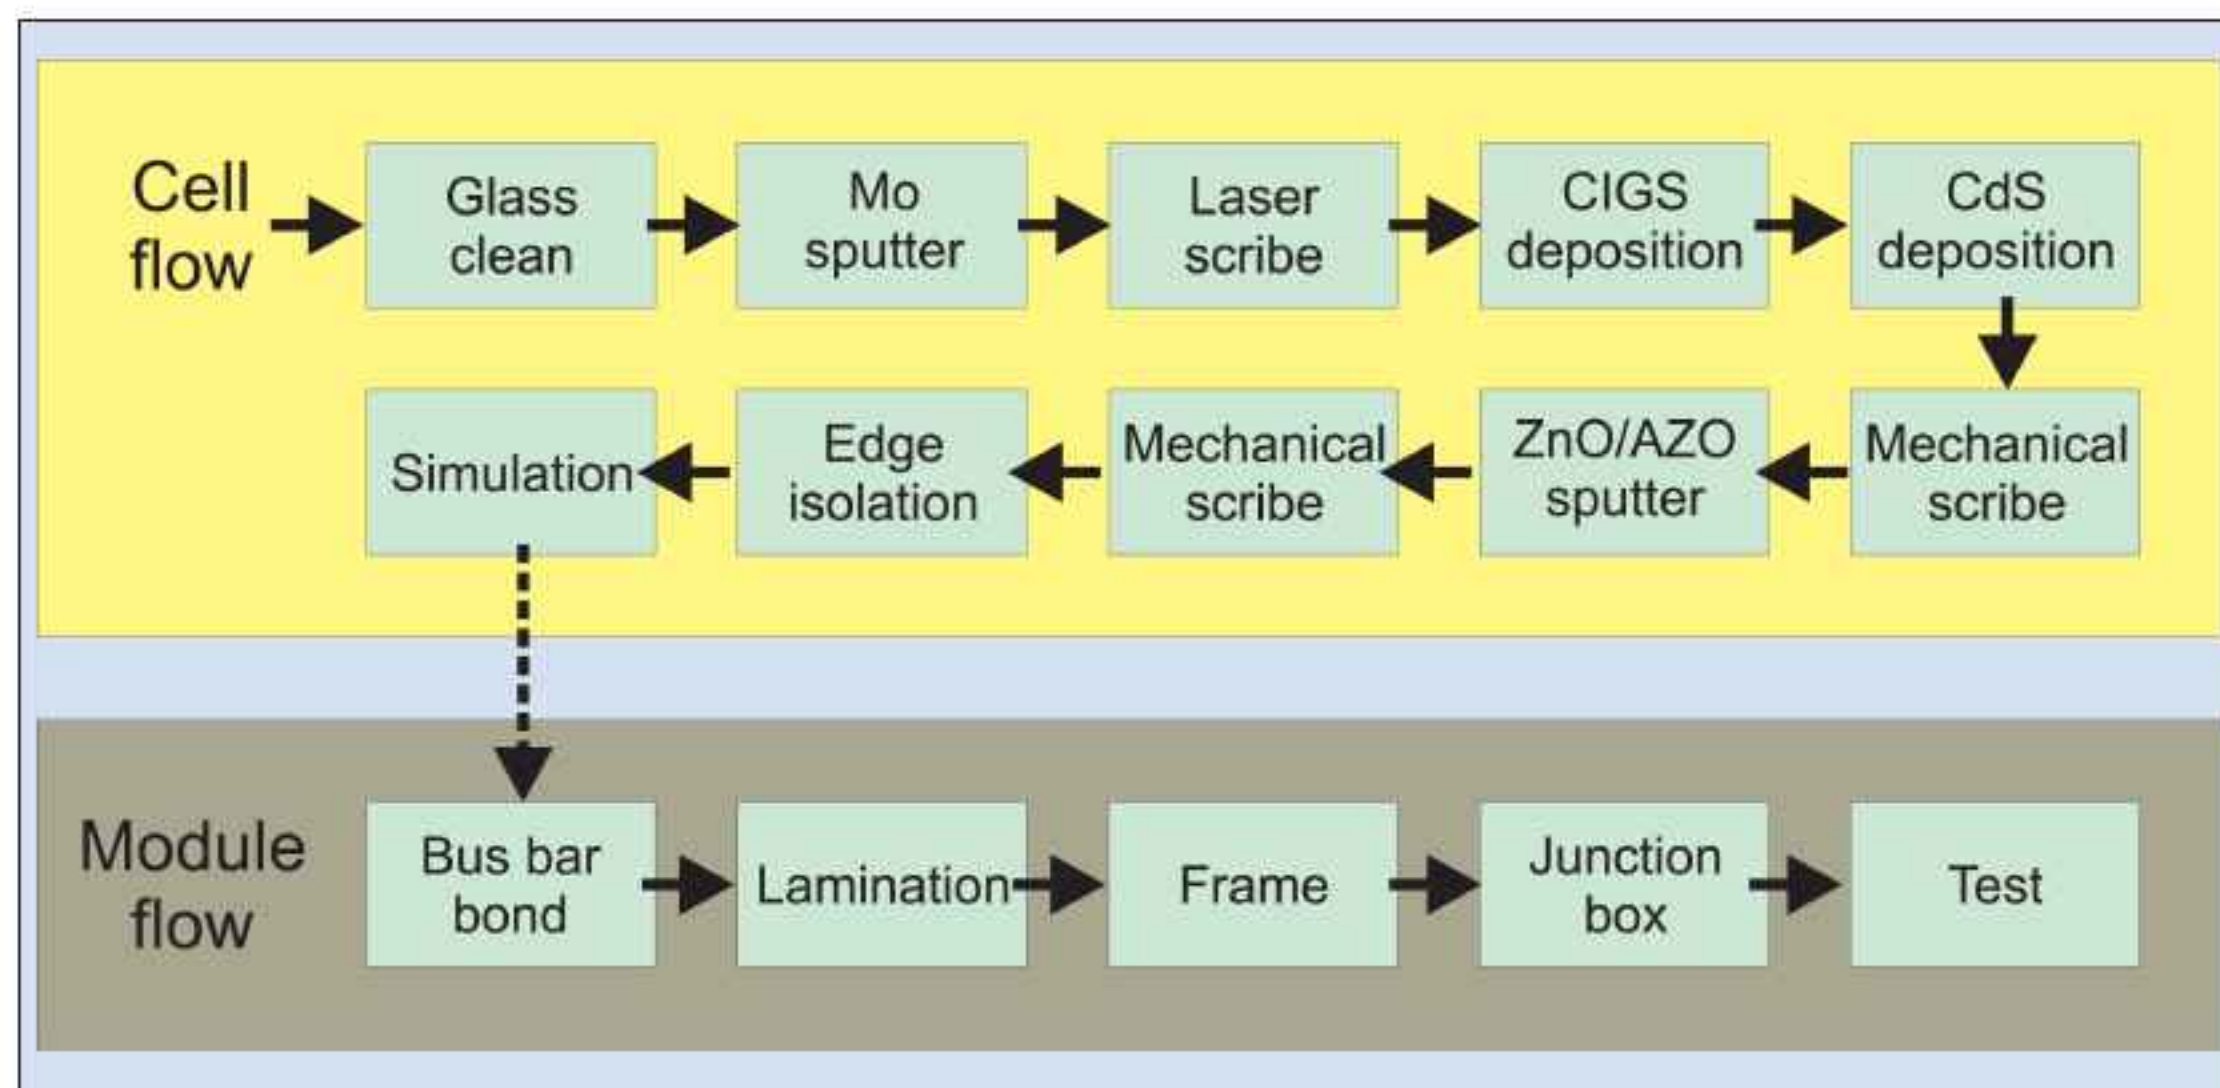 Cell
flow
Glass
clean
Mo
sputter
Laser
scribe
CIGS
deposition
CdS
deposition
Simulation
Edge
isolation
Mechanical
scribe
ZnO/AZO
sputter
Mechanical
scribe
Module
flow
Bus bar
bond
Lamination
Frame
Junction
box
Test